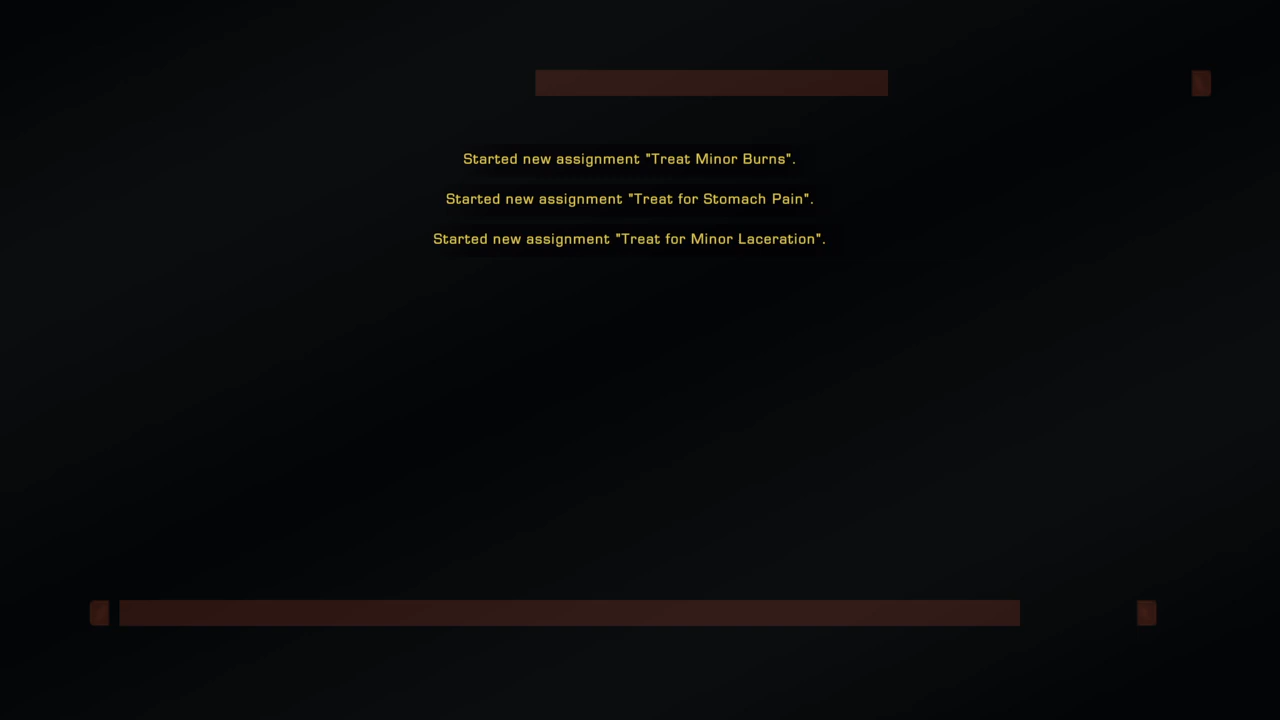 Started new assignment "Treat Minor Burns".
Started new assignment "Treat for Stomach Pain".
Started new assignment "Treat for Minor Laceration".